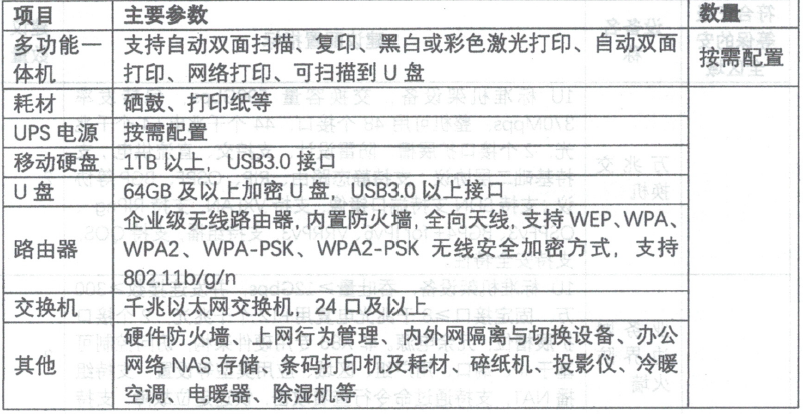 项目 主要参数 数量
多功能一体机 支持自动双面扫描、复印、黑白或彩色激光打印、自动双面
打印、网络打印、可扫描到 U 盘 按需配置
耗材 硒鼓、打印纸等
UPS 电源 按需配置
移动硬盘 1TB 以上，USB3.0 接口
U 盘 64GB 及以上加密 U 盘，USB3.0 以上接口
路由器 企业级无线路由器，内置防火墙，全向天线，支持 WEP、WPA、
WPA2、WPA-PSK、WPA2-PSK 无线安全加密方式，支持
802.11b/g/n
交换机 千兆以太网交换机，24 口及以上
其他 硬件防火墙、上网行为管理、内外网隔离与切换设备、办公
网络 NAS 存储、条码打印机及耗材、碎纸机、投影仪、冷暖
空调、电暖器、除湿机等